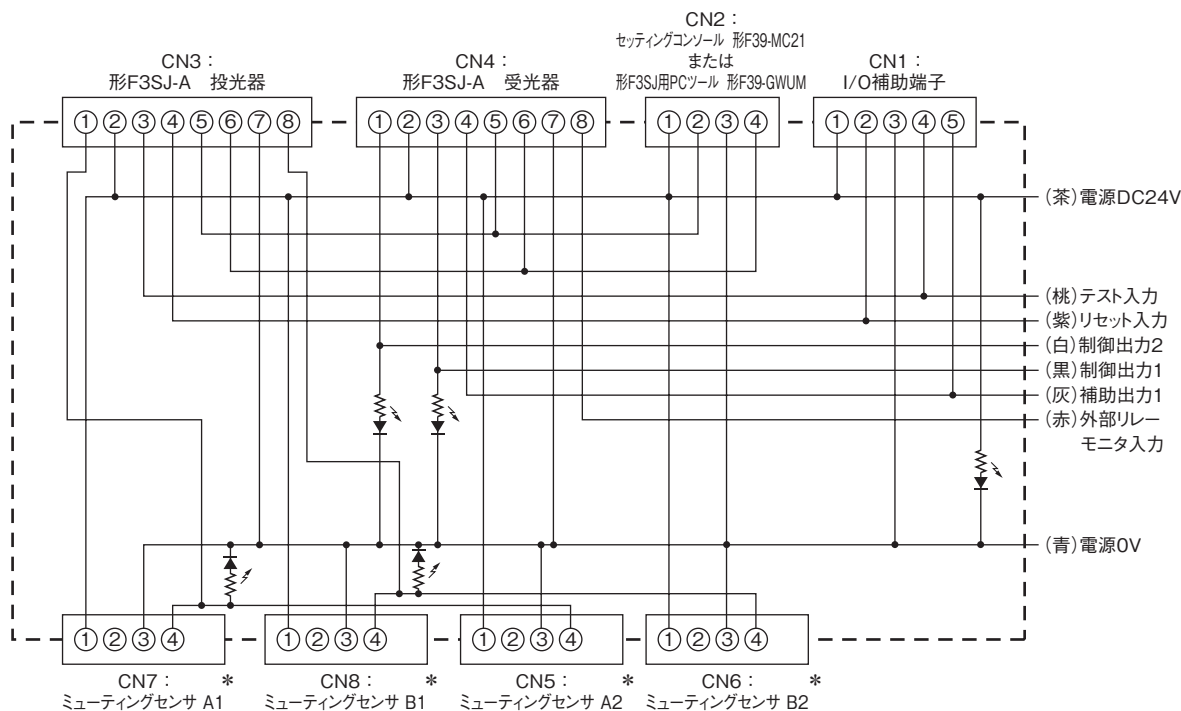 CN3：
形F3SJ-A　投光器
CN4：
形F3SJ-A　受光器
CN2：
セッティングコンソール 形F39-MC21
または
形F3SJ用PCツール 形F39-GWUM
CN1：
I/O補助端子
①②③④⑤⑥⑦⑧
①②③④⑤⑥⑦⑧
①②③④
①②③④⑤
(茶)電源DC24V
(桃)テスト入力
(紫)リセット入力
(白)制御出力2
(黒)制御出力1
(灰)補助出力1
(赤)外部リレー
モニタ入力
(青)電源0V
①②③④
①②③④
①②③④
①②③④
CN7： *
ミューティングセンサ A1
CN8： *
ミューティングセンサ B1
CN5： *
ミューティングセンサ A2
CN6： *
ミューティングセンサ B2